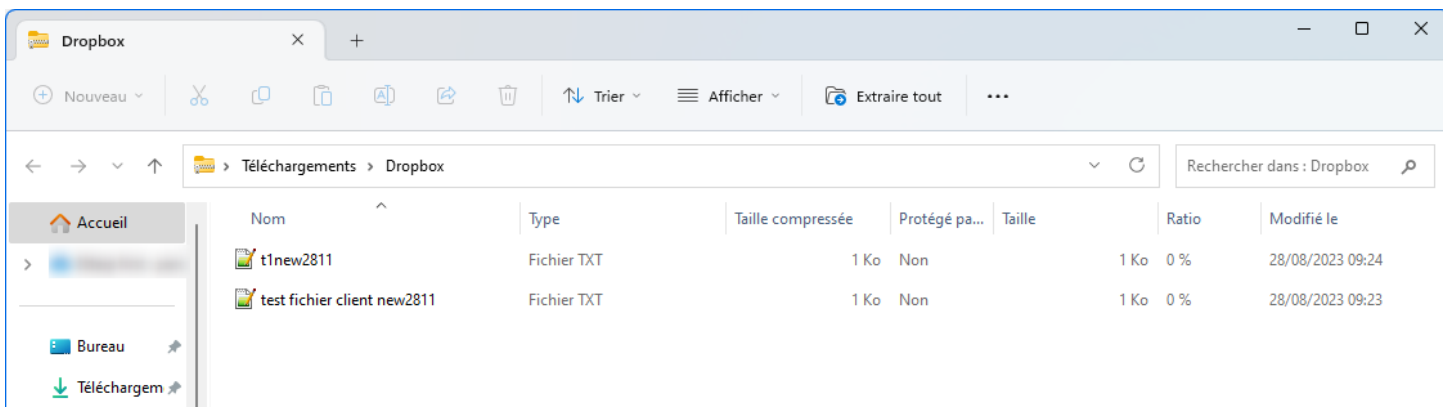 Dropbox
Nouveau Trier Afficher Extraire tout
Téléchargements > Dropbox Rechercher dans : Dropbox
Accueil Nom Type Taille compressée Protégé pa... Taille Ratio Modifié le
t1new2811 Fichier TXT 1 Ko Non 1 Ko 0 % 28/08/2023 09:24
test fichier client new2811 Fichier TXT 1 Ko Non 1 Ko 0 % 28/08/2023 09:23
Bureau
Téléchargem